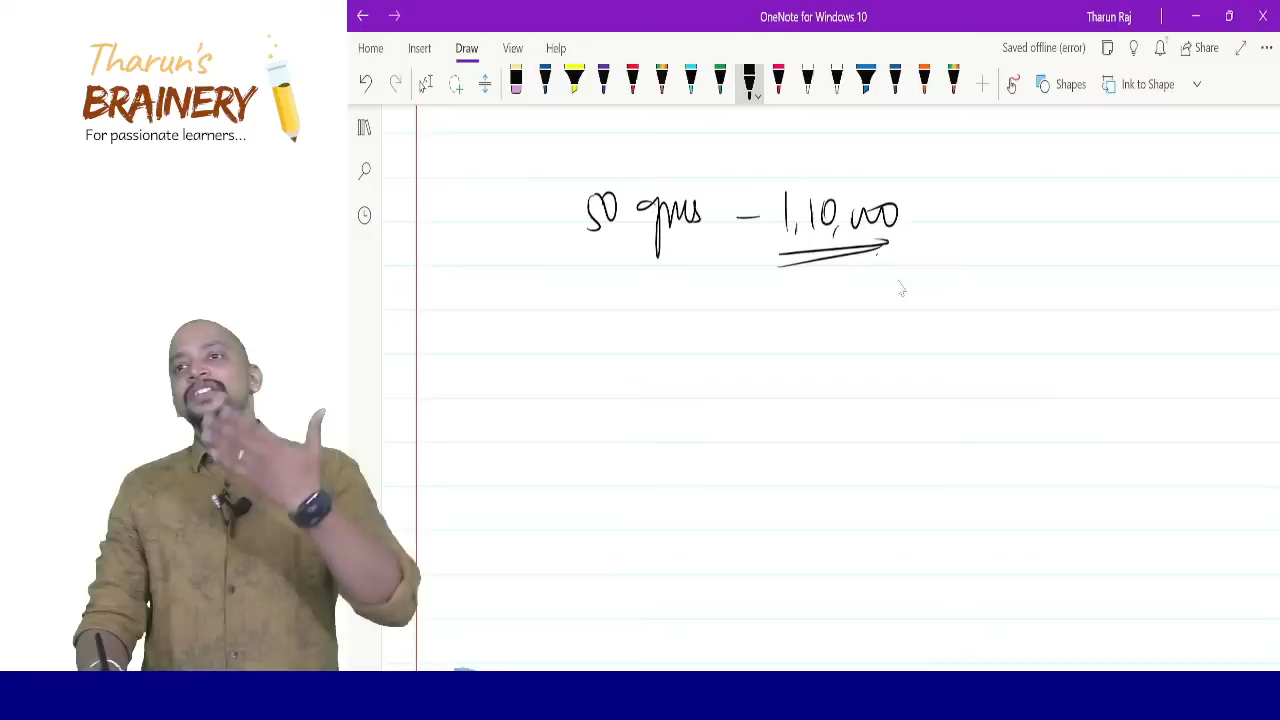 Tharun's
BRAINERY
For passionate learners...
OneNote for Windows 10
Tharun Raj
Home Insert Draw View Help
Saved offline (error)
Share
Shapes
Ink to Shape
50 gms - 1,10,000